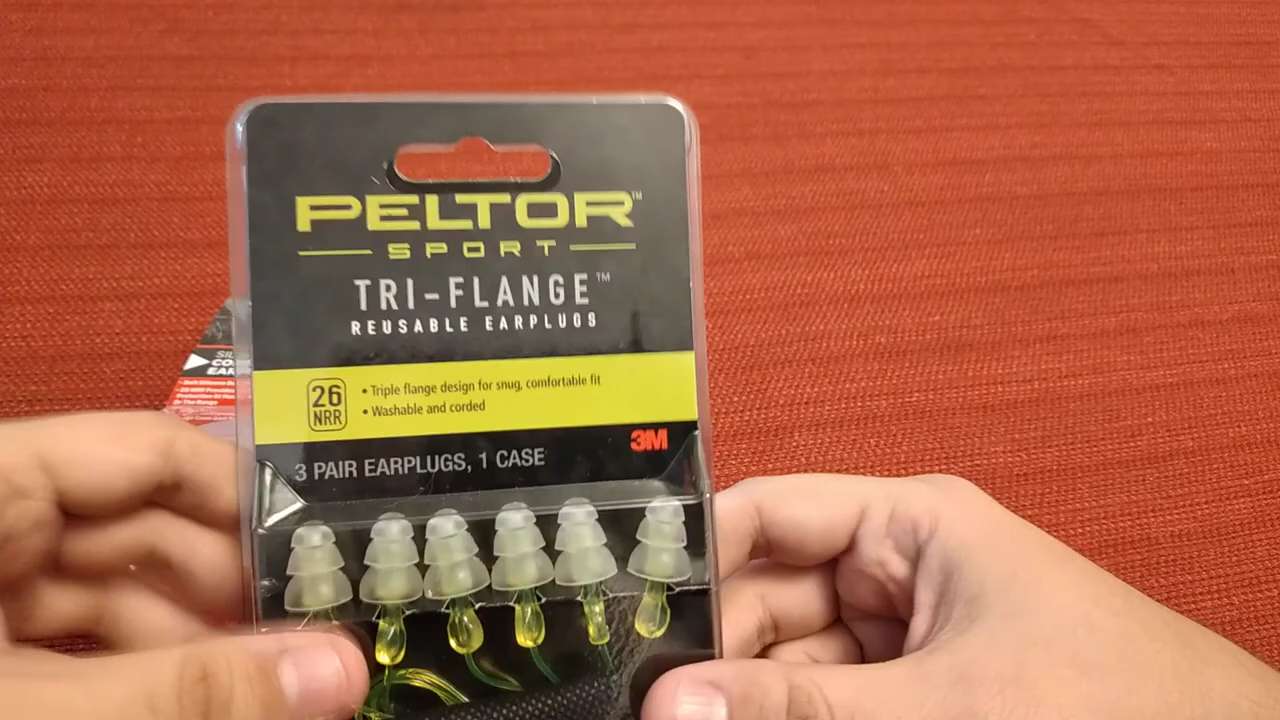 PELTOR™
SPORT
TRI-FLANGE™
REUSABLE EARPLUGS
26
NRR
• Triple flange design for snug, comfortable fit
• Washable and corded
3M
3 PAIR EARPLUGS, 1 CASE